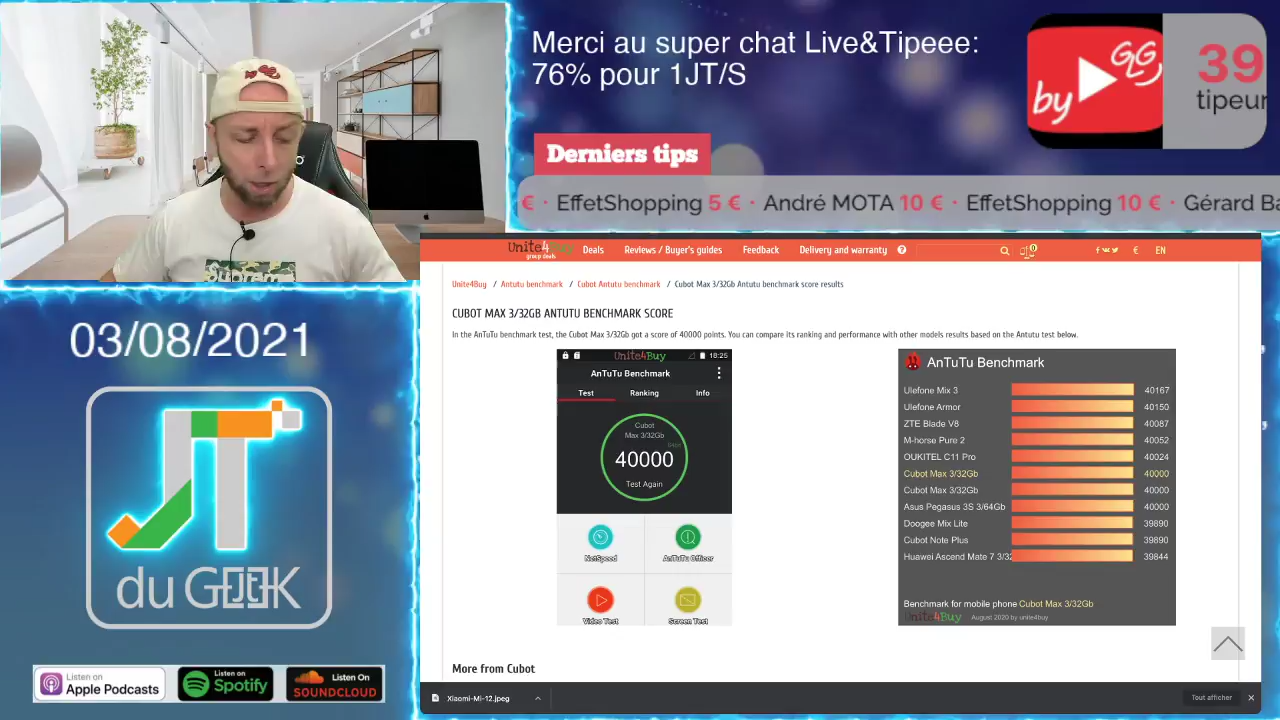 Merci au super chat Live&Tipeee:
76% pour 1JT/S
by GG
39
tipeur
Derniers tips
€ · EffetShopping 5 € · André MOTA 10 € · EffetShopping 10 € · Gérard Ba
Supreme
03/08/2021
JT
du GEEK
Listen on
Apple Podcasts
Listen on
Spotify
Listen On
SOUNDCLOUD
Unite4Buy
group deals
Deals
Reviews / Buyer's guides
Feedback
Delivery and warranty
?
0
€
EN
Unite4Buy / Antutu benchmark / Cubot Antutu benchmark / Cubot Max 3/32Gb Antutu benchmark score results
CUBOT MAX 3/32GB ANTUTU BENCHMARK SCORE
In the AnTuTu benchmark test, the Cubot Max 3/32Gb got a score of 40000 points. You can compare its ranking and performance with other models results based on the Antutu test below.
Unite4Buy
18:25
AnTuTu Benchmark
Test
Ranking
Info
Cubot
Max 3/32Gb
40000
Test Again
NetSpeed
AnTuTu Officer
Video Test
Screen Test
AnTuTu Benchmark
Ulefone Mix 3 40167
Ulefone Armor 40150
ZTE Blade V8 40087
M-horse Pure 2 40052
OUKITEL C11 Pro 40024
Cubot Max 3/32Gb 40000
Cubot Max 3/32Gb 40000
Asus Pegasus 3S 3/64Gb 40000
Doogee Mix Lite 39890
Cubot Note Plus 39890
Huawei Ascend Mate 7 3/32 39844
Benchmark for mobile phone Cubot Max 3/32Gb
Unite4Buy August 2020 by unite4buy
More from Cubot
Xiaomi-Mi-12.jpeg
Tout afficher